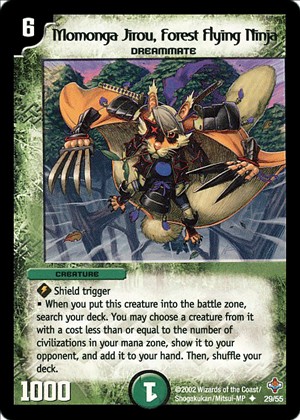 6 Momonga Jirou, Forest Flying Ninja
DREAMMATE
CREATURE
Shield trigger
▪ When you put this creature into the battle zone,
search your deck. You may choose a creature from it
with a cost less than or equal to the number of
civilizations in your mana zone, show it to your
opponent, and add it to your hand. Then, shuffle your
deck.
1000
1
©2002 Wizards of the Coast/
Shogakukan/Mitsui-MP ♦ 29/55